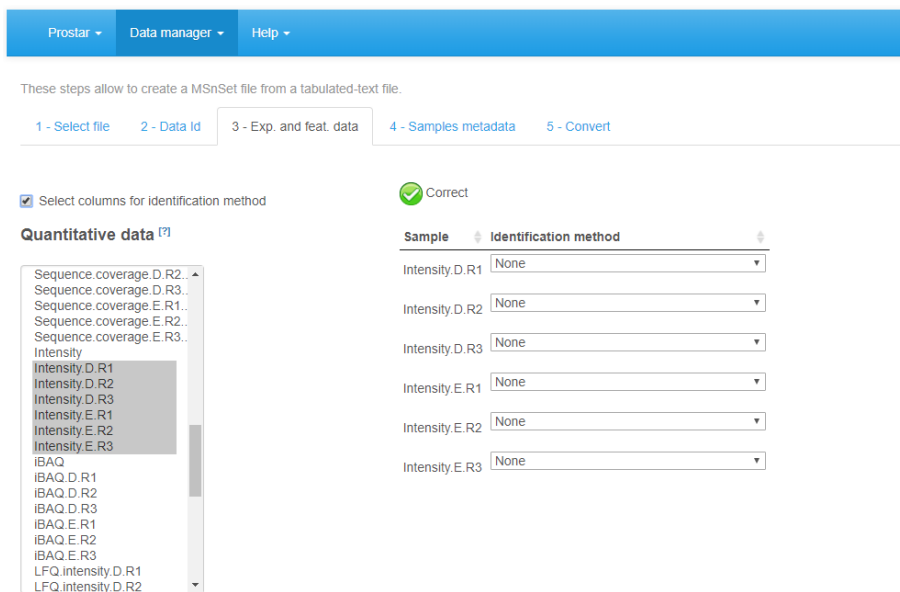 Prostar Data manager Help
These steps allow to create a MSnSet file from a tabulated-text file.
1 - Select file 2 - Data Id 3 - Exp. and feat. data 4 - Samples metadata 5 - Convert
Correct
Select columns for identification method
Quantitative data [?]
Sample Identification method
Sequence.coverage.D.R2..
Sequence.coverage.D.R3..
Sequence.coverage.E.R1..
Sequence.coverage.E.R2..
Sequence.coverage.E.R3..
Intensity
Intensity.D.R1
Intensity.D.R2
Intensity.D.R3
Intensity.E.R1
Intensity.E.R2
Intensity.E.R3
iBAQ
iBAQ.D.R1
iBAQ.D.R2
iBAQ.D.R3
iBAQ.E.R1
iBAQ.E.R2
iBAQ.E.R3
LFQ.intensity.D.R1
LFQ.intensity.D.R2
Intensity.D.R1 None
Intensity.D.R2 None
Intensity.D.R3 None
Intensity.E.R1 None
Intensity.E.R2 None
Intensity.E.R3 None